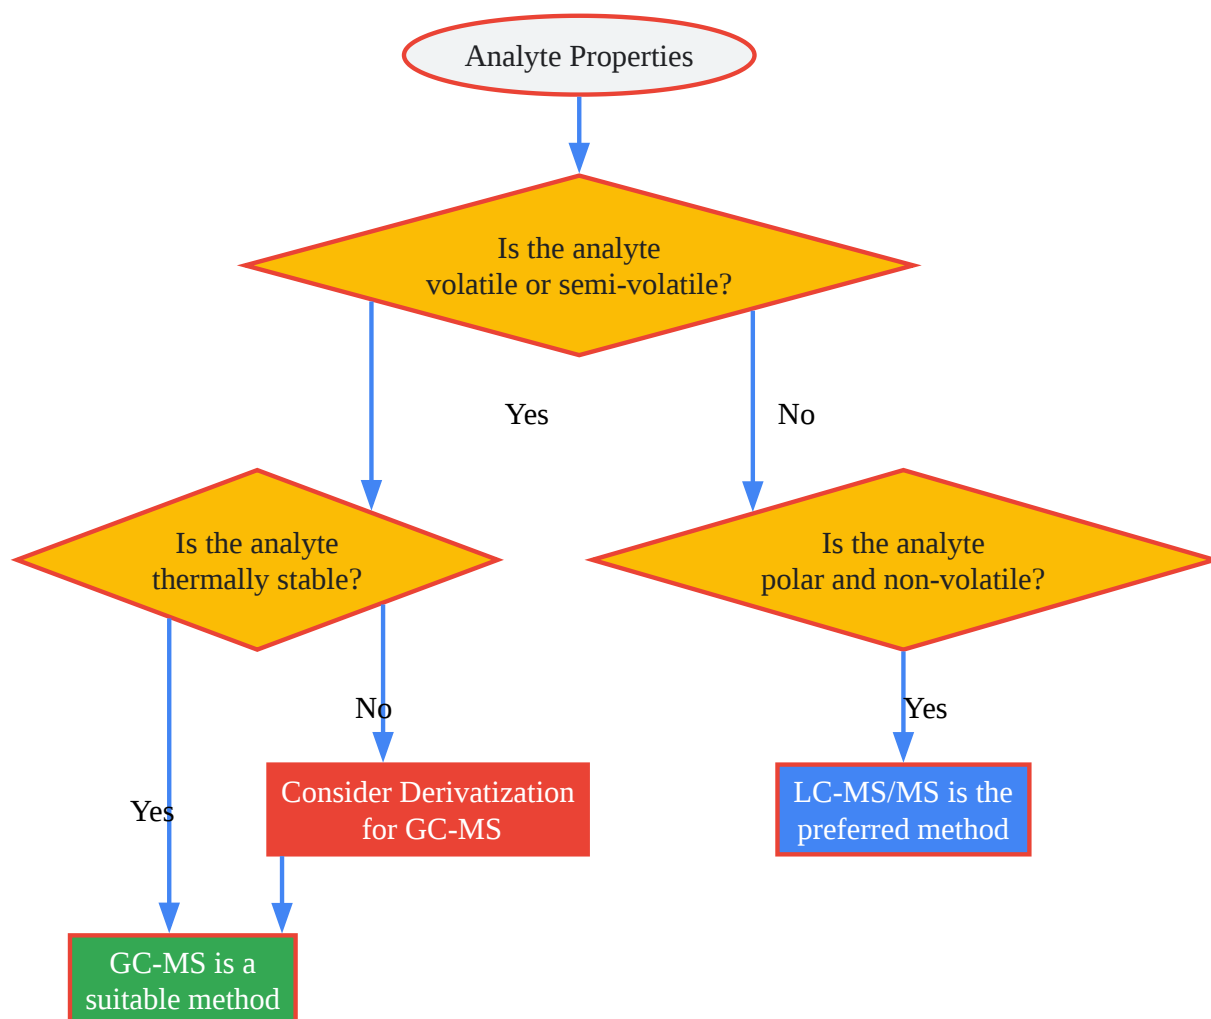 Analyte Properties
Is the analyte
volatile or semi-volatile?
Yes
No
Is the analyte
thermally stable?
Is the analyte
polar and non-volatile?
No
Yes
Yes
Consider Derivatization
for GC-MS
LC-MS/MS is the
preferred method
GC-MS is a
suitable method